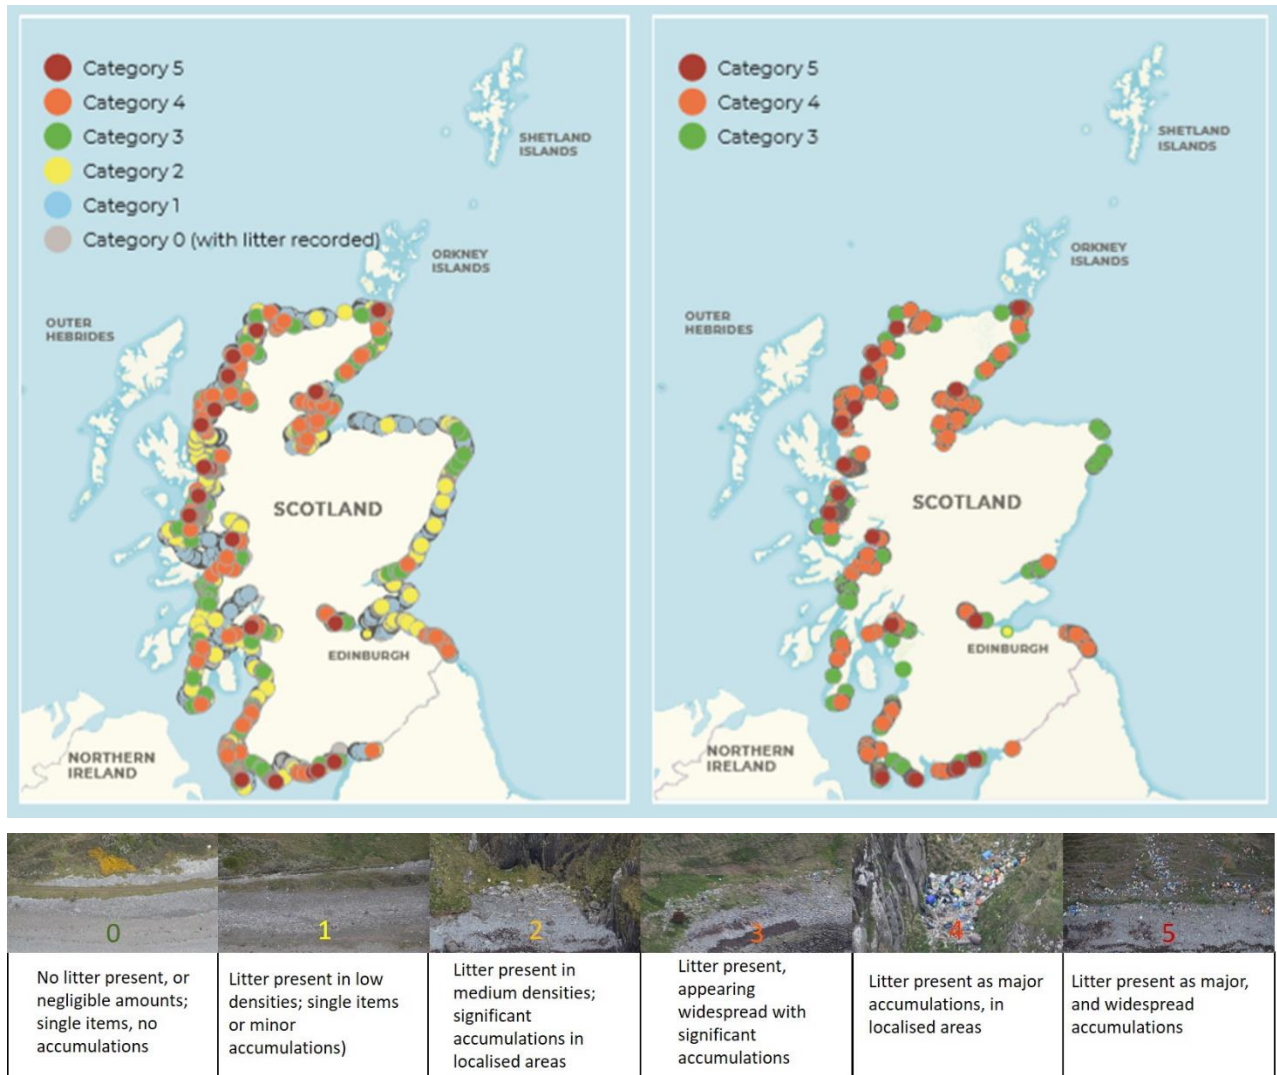 Category 5
Category 4
Category 3
Category 2
Category 1
Category 0 (with litter recorded)
SHETLAND
ISLANDS
ORKNEY
ISLANDS
OUTER
HEBRIDES
SCOTLAND
EDINBURGH
NORTHERN
IRELAND
Category 5
Category 4
Category 3
SHETLAND
ISLANDS
ORKNEY
ISLANDS
OUTER
HEBRIDES
SCOTLAND
EDINBURGH
NORTHERN
IRELAND
0
No litter present, or
negligible amounts;
single items, no
accumulations
1
Litter present in low
densities; single items
or minor
accumulations)
2
Litter present in
medium densities;
significant
accumulations in
localised areas
3
Litter present,
appearing
widespread with
significant
accumulations
4
Litter present as major
accumulations, in
localised areas
5
Litter present as major,
and widespread
accumulations